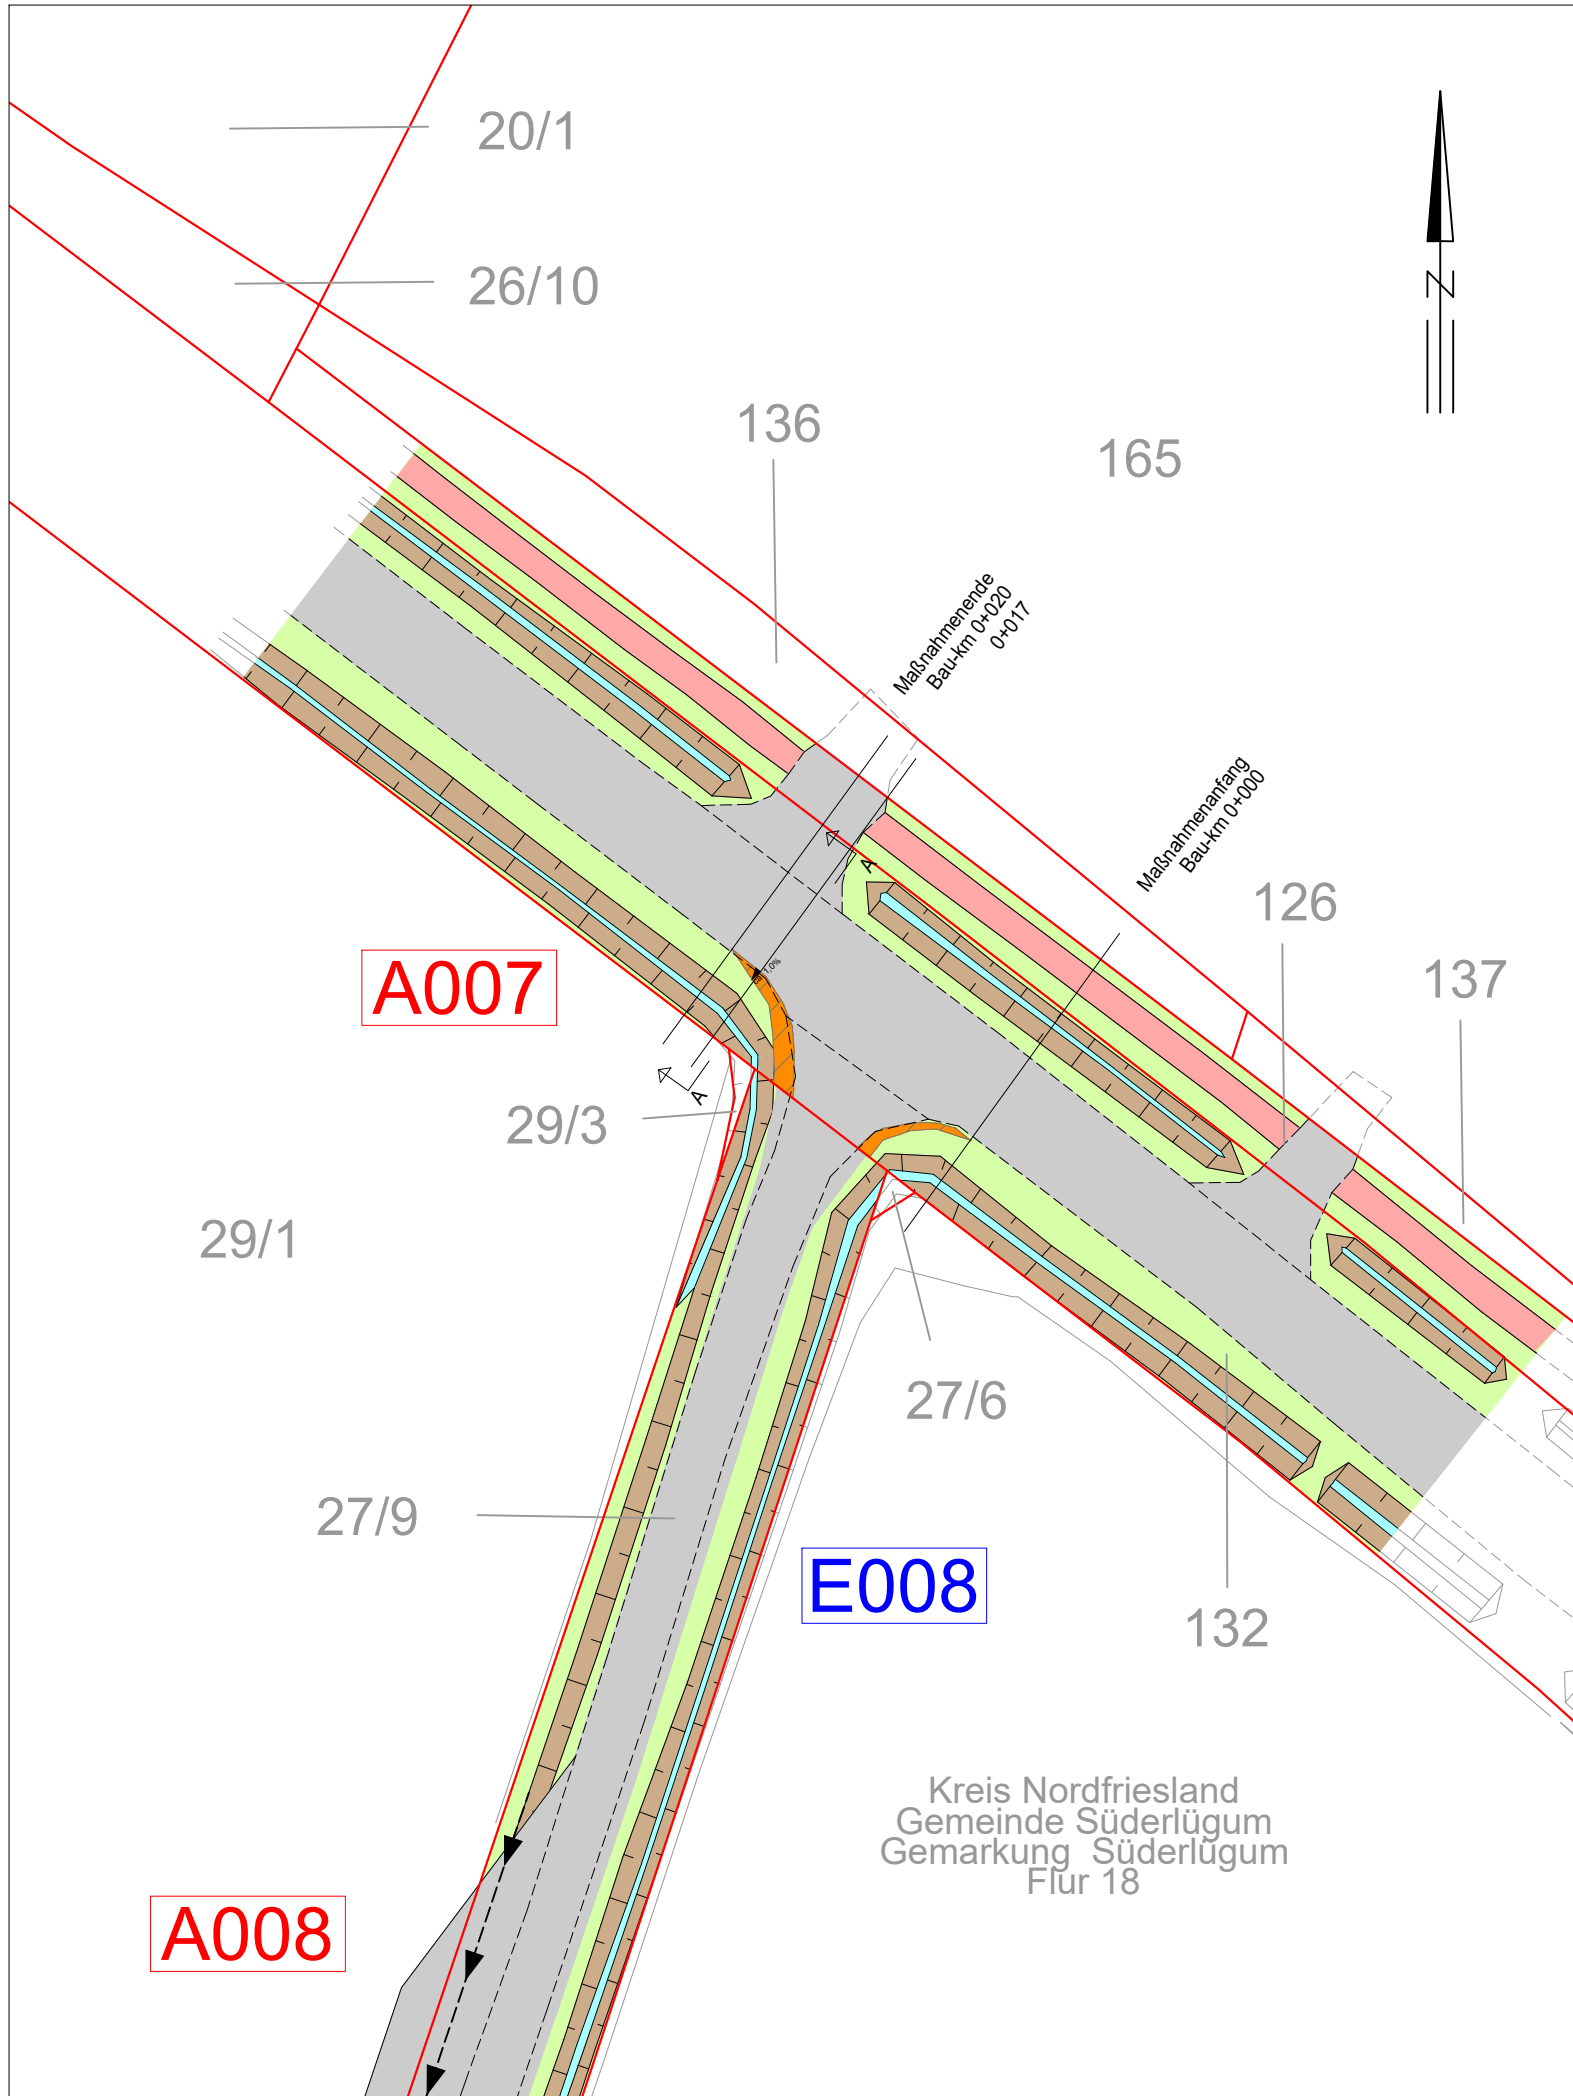 20/1
26/10
N
136
165
Maßnahmenende
Bau-km 0+020
0+017
Maßnahmenanfang
Bau-km 0+000
A
126
137
A007
1,0%
A
29/3
29/1
27/6
27/9
E008
132
Kreis Nordfriesland
Gemeinde Süderlügum
Gemarkung Süderlügum
Flur 18
A008